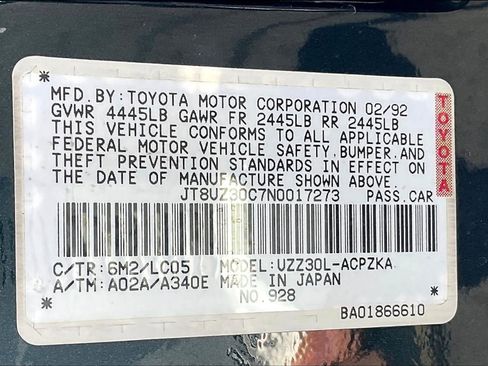 MFD. BY: TOYOTA MOTOR CORPORATION 02/92
GVWR 4445LB GAWR FR 2445LB RR 2445LB
THIS VEHICLE CONFORMS TO ALL APPLICABLE
FEDERAL MOTOR VEHICLE SAFETY, BUMPER, AND
THEFT PREVENTION STANDARDS IN EFFECT ON
THE DATE OF MANUFACTURE SHOWN ABOVE.
JT8UZ30C7N0017273 PASS. CAR
TOYOTA
C/TR: 6M2/LC05 MODEL: UZZ30L-ACPZKA
A/TM: A02A/A340E MADE IN JAPAN
NO.928
BA01866610